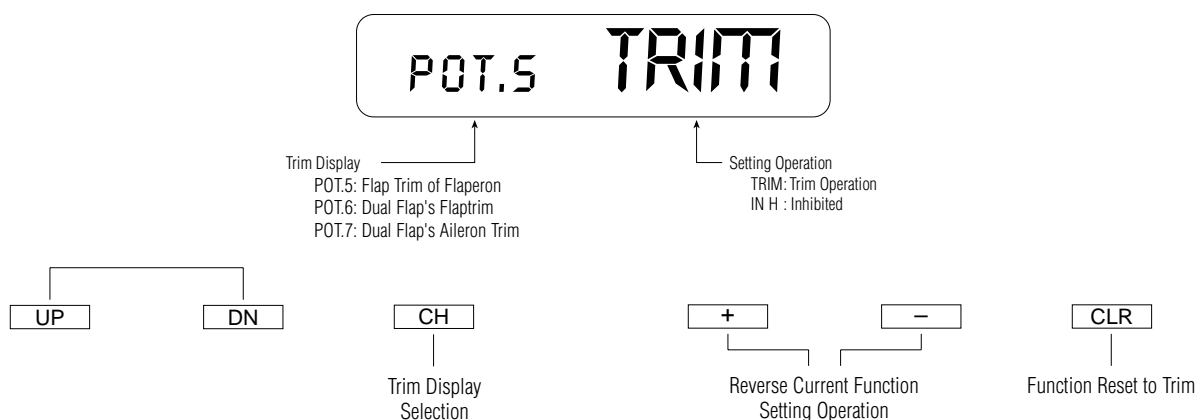 POT.5 TRIM
Trim Display
POT.5: Flap Trim of Flaperon
POT.6: Dual Flap's Flaptrim
POT.7: Dual Flap's Aileron Trim
Setting Operation
TRIM: Trim Operation
IN H : Inhibited
UP
DN
CH
+
–
CLR
Trim Display
Selection
Reverse Current Function
Setting Operation
Function Reset to Trim